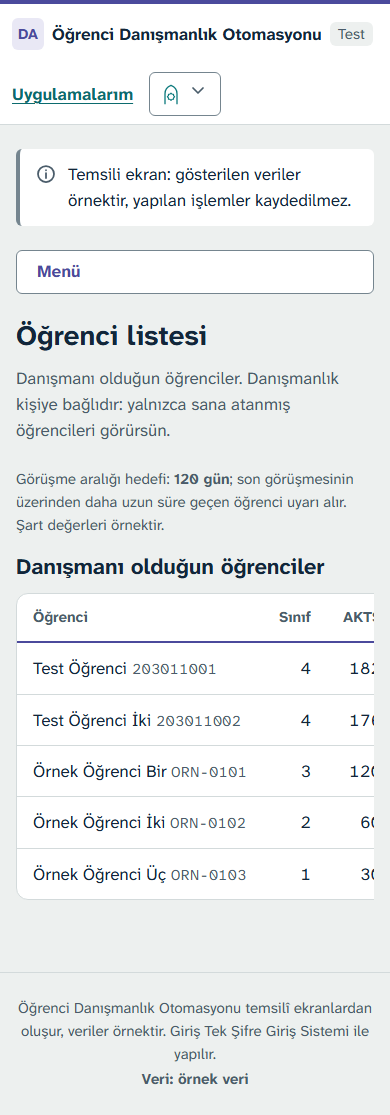 DA Öğrenci Danışmanlık Otomasyonu Test
Uygulamalarım
Temsili ekran: gösterilen veriler
örnektir, yapılan işlemler kaydedilmez.
Menü
Öğrenci listesi
Danışmanı olduğun öğrenciler. Danışmanlık
kişiye bağlıdır: yalnızca sana atanmış
öğrencileri görürsün.
Görüşme aralığı hedefi: 120 gün; son görüşmesinin
üzerinden daha uzun süre geçen öğrenci uyarı alır.
Şart değerleri örnektir.
Danışmanı olduğun öğrenciler
Öğrenci Sınıf
Test Öğrenci 203011001 4
Test Öğrenci İki 203011002 4
Örnek Öğrenci Bir ORN-0101 3
Örnek Öğrenci İki ORN-0102 2
Örnek Öğrenci Üç ORN-0103 1
Öğrenci Danışmanlık Otomasyonu temsilî ekranlardan
oluşur, veriler örnektir. Giriş Tek Şifre Giriş Sistemi ile
yapılır.
Veri: örnek veri